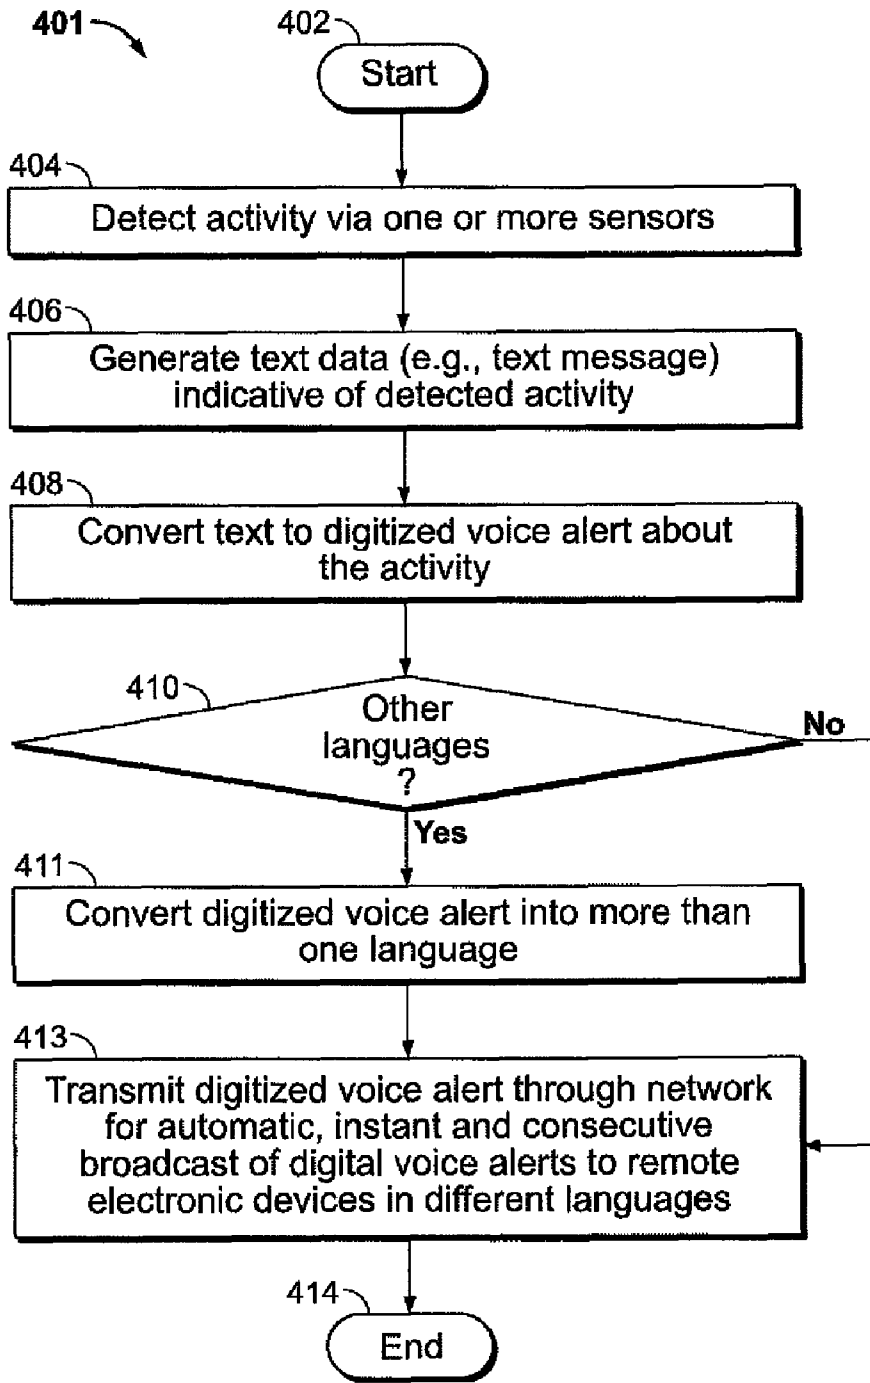 401
402
Start
404
Detect activity via one or more sensors
406
Generate text data (e.g., text message)
indicative of detected activity
408
Convert text to digitized voice alert about
the activity
410
Other
languages
?
No
Yes
411
Convert digitized voice alert into more than
one language
413
Transmit digitized voice alert through network
for automatic, instant and consecutive
broadcast of digital voice alerts to remote
electronic devices in different languages
414
End